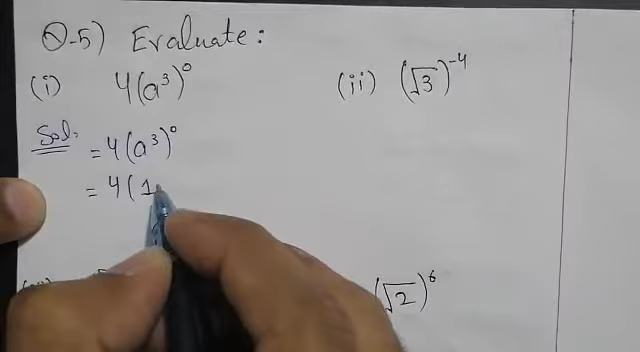 Q.5) Evaluate:
(i) 4(a³)⁰ (ii) (√3)⁻⁴
Sol.
= 4(a³)⁰
= 4(1
(√2)⁶